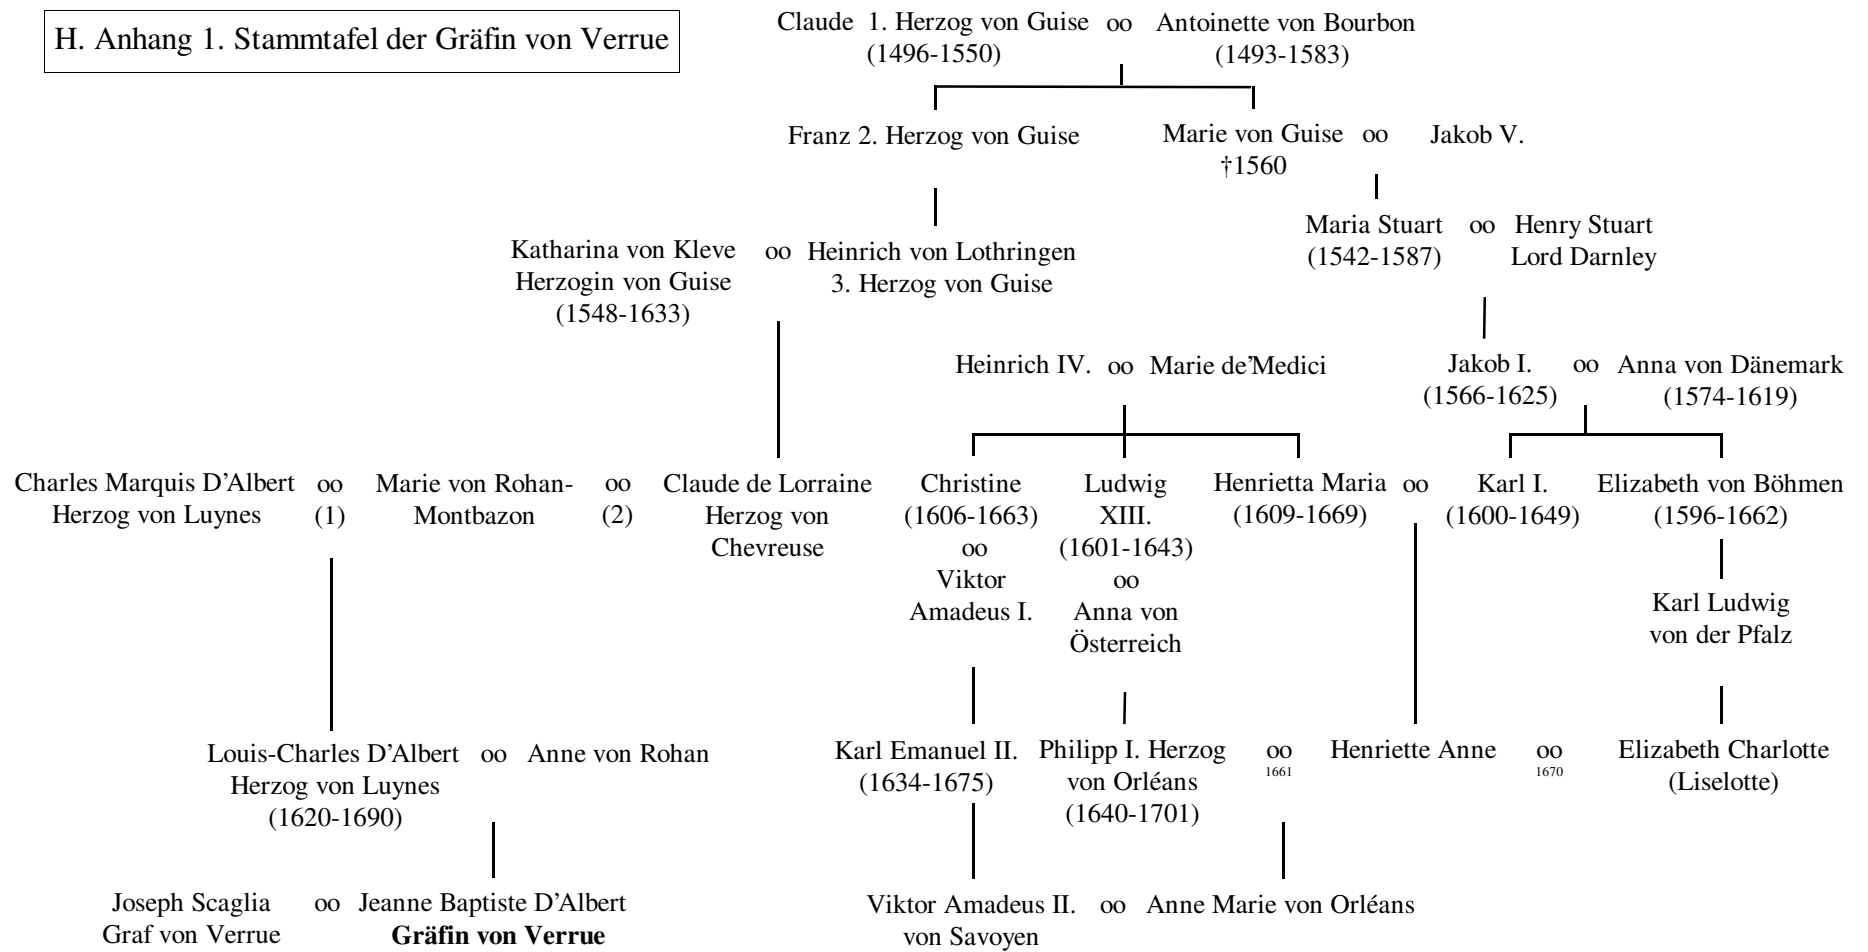 H. Anhang 1. Stammtafel der Gräfin von Verrue
Claude 1. Herzog von Guise oo Antoinette von Bourbon
(1496-1550) (1493-1583)
Franz 2. Herzog von Guise Marie von Guise oo Jakob V.
†1560
Maria Stuart oo Henry Stuart
(1542-1587) Lord Darnley
Katharina von Kleve oo Heinrich von Lothringen
Herzogin von Guise 3. Herzog von Guise
(1548-1633)
Heinrich IV. oo Marie de'Medici Jakob I. oo Anna von Dänemark
(1566-1625) (1574-1619)
Charles Marquis D'Albert oo Marie von Rohan- oo Claude de Lorraine Christine Ludwig Henrietta Maria oo Karl I. Elizabeth von Böhmen
Herzog von Luynes (1) Montbazon (2) Herzog von (1606-1663) XIII. (1609-1669) (1600-1649) (1596-1662)
Chevreuse oo (1601-1643)
Viktor oo
Amadeus I. Anna von Karl Ludwig
Österreich von der Pfalz
Louis-Charles D'Albert oo Anne von Rohan Karl Emanuel II. Philipp I. Herzog oo Henriette Anne oo Elizabeth Charlotte
Herzog von Luynes (1634-1675) von Orléans 1661 1670 (Liselotte)
(1620-1690) (1640-1701)
Joseph Scaglia oo Jeanne Baptiste D'Albert Viktor Amadeus II. oo Anne Marie von Orléans
Graf von Verrue Gräfin von Verrue von Savoyen